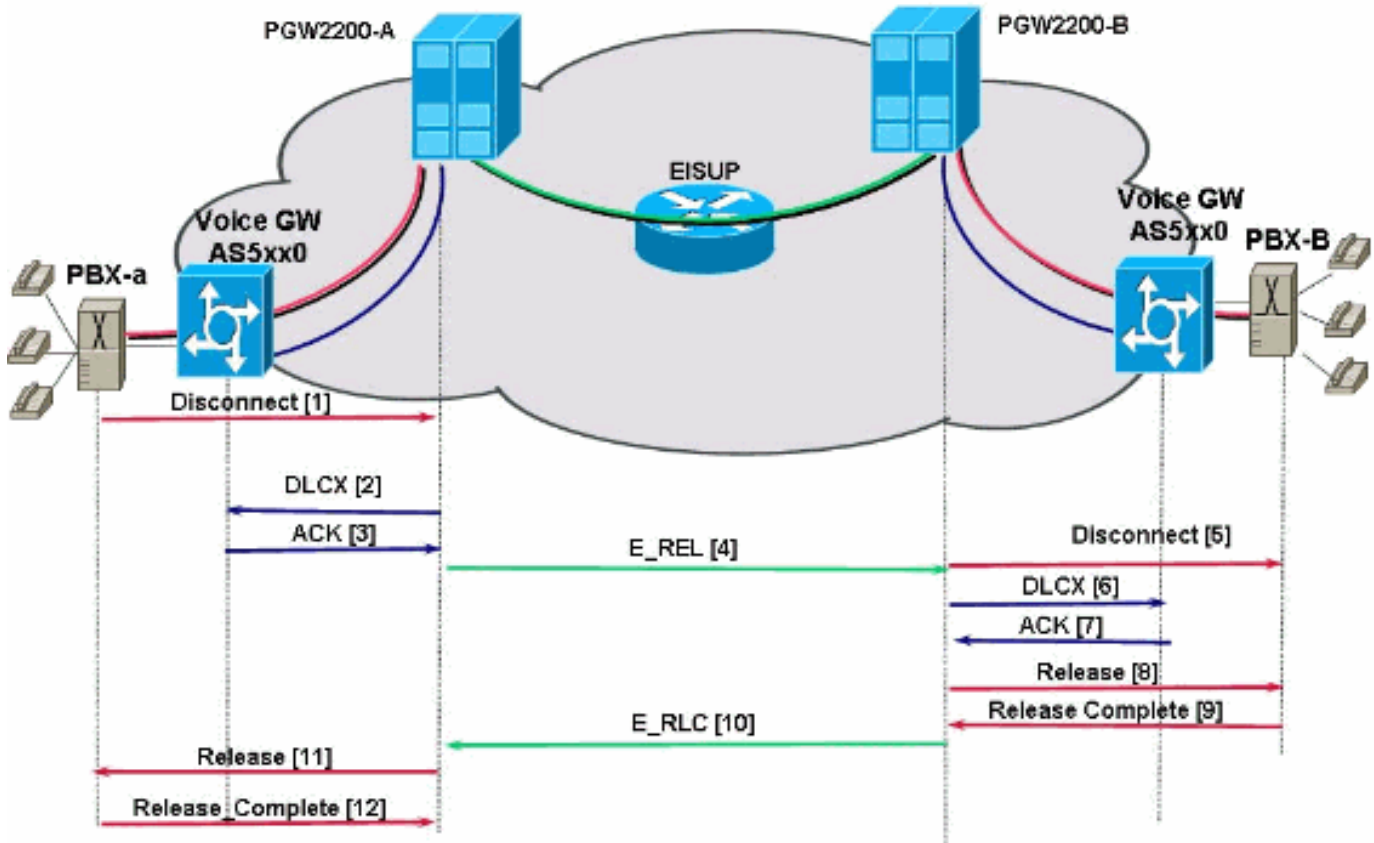 PGW2200-A
PGW2200-B
EISUP
Voice GW
AS5xx0
Voice GW
AS5xx0
PBX-a
PBX-B
Disconnect [1]
DLCX [2]
ACK [3]
E_REL [4]
Disconnect [5]
DLCX [6]
ACK [7]
Release [8]
Release Complete [9]
E_RLC [10]
Release [11]
Release_Complete [12]